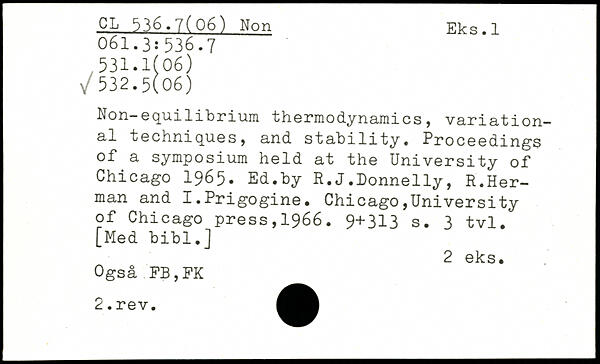 CL 536.7(06) Non Eks.1
061.3:536.7
531.1(06)
✓ 532.5(06)
Non-equilibrium thermodynamics, variation-
al techniques, and stability. Proceedings
of a symposium held at the University of
Chicago 1965. Ed.by R.J.Donnelly, R.Her-
man and I.Prigogine. Chicago,University
of Chicago press,1966. 9+313 s. 3 tvl.
[Med bibl.]
2 eks.
Også FB,FK
2.rev.